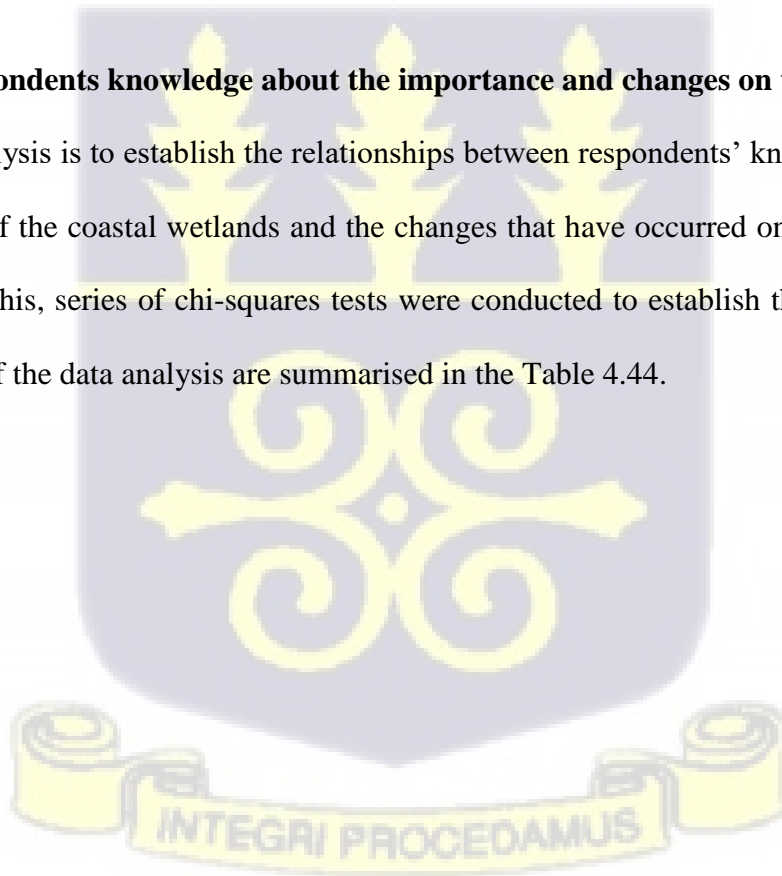 pondents knowledge about the importance and changes on
lysis is to establish the relationships between respondents’ kn
f the coastal wetlands and the changes that have occurred on
his, series of chi-squares tests were conducted to establish th
f the data analysis are summarised in the Table 4.44.
INTEGRI PROCEDAMUS